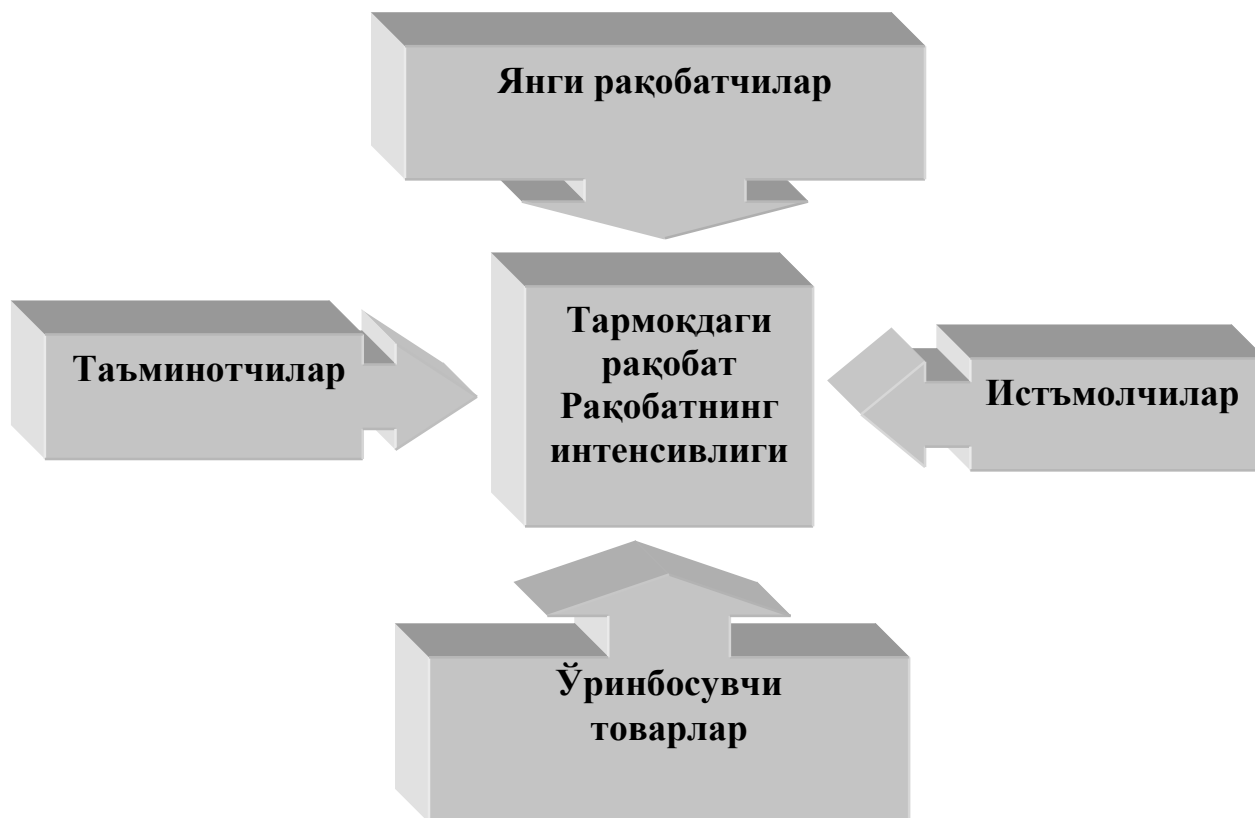 Янги рақобатчилар
Таъминотчилар
Тармоқдаги
рақобат
Рақобатнинг
интенсивлиги
Истъмолчилар
Ўринбосувчи
товарлар